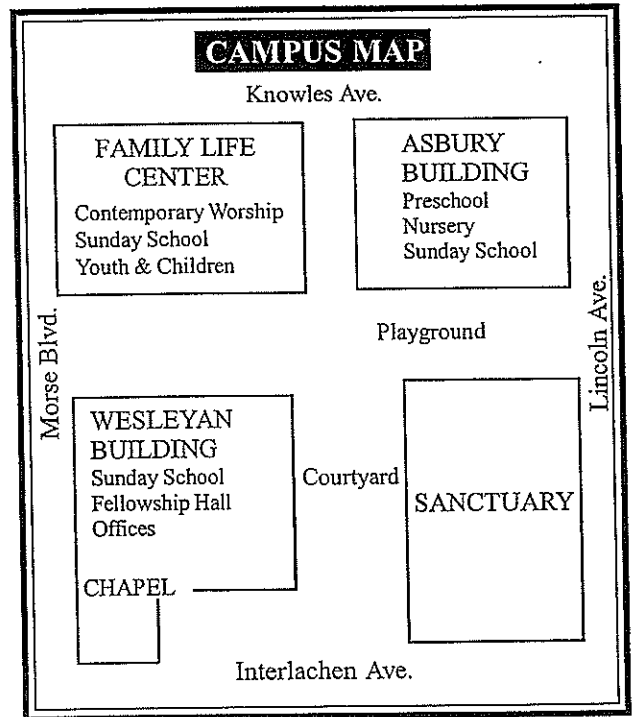 CAMPUS MAP
Knowles Ave.
FAMILY LIFE
CENTER
Contemporary Worship
Sunday School
Youth & Children
ASBURY
BUILDING
Preschool
Nursery
Sunday School
Morse Blvd.
Playground
Lincoln Ave.
WESLEYAN
BUILDING
Sunday School
Fellowship Hall
Offices
CHAPEL
Courtyard
SANCTUARY
Interlachen Ave.